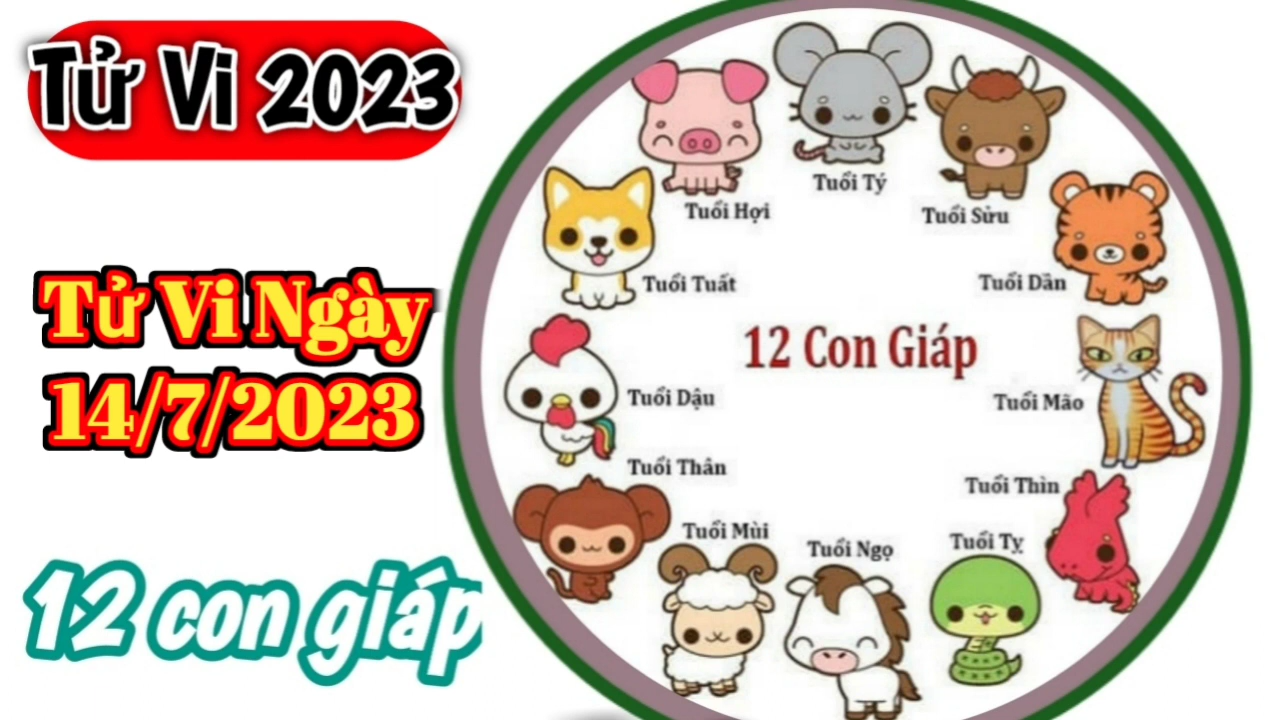 Tử Vi 2023
Tử Vi Ngày
14/7/2023
12 con giáp
Tuổi Tý
Tuổi Hợi
Tuổi Sửu
Tuổi Tuất
Tuổi Dần
12 Con Giáp
Tuổi Dậu
Tuổi Mão
Tuổi Thân
Tuổi Thìn
Tuổi Mùi
Tuổi Ngọ
Tuổi Tỵ